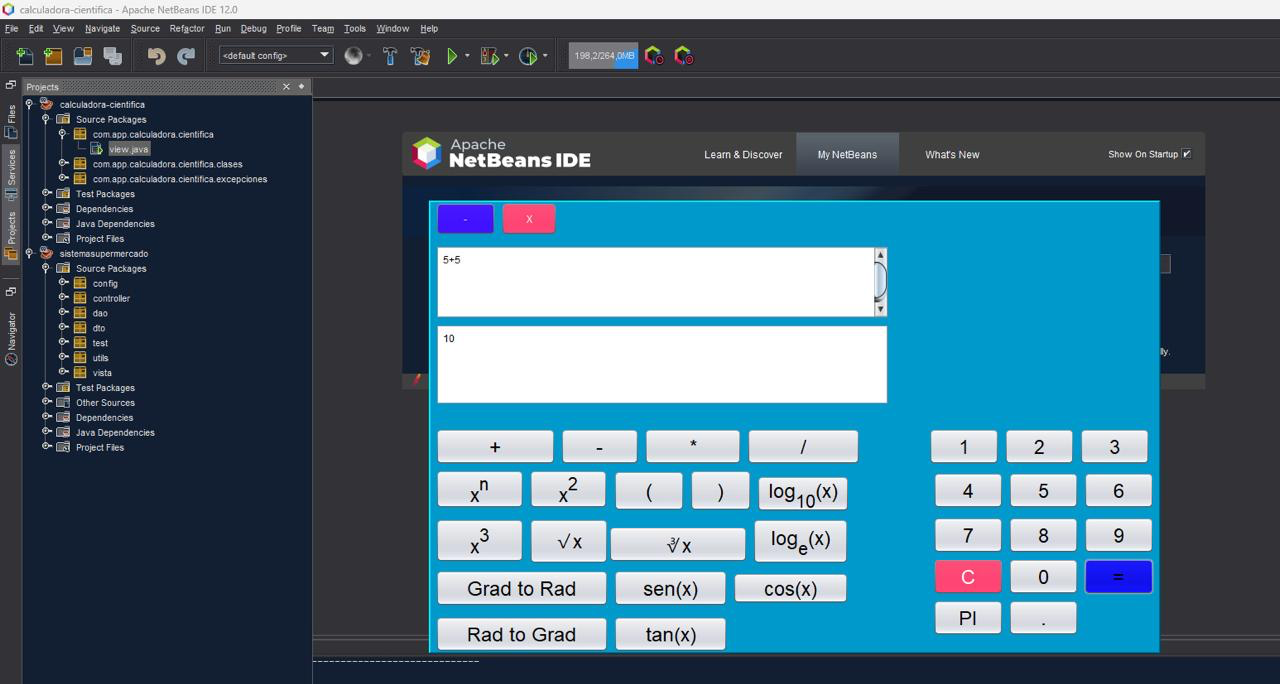 calculadora-cientifica - Apache NetBeans IDE 12.0
File Edit View Navigate Source Refactor Run Debug Profile Team Tools Window Help
<default config>
198,2/264,0MB
Projects
Files
Services
Projects
Navigator
calculadora-cientifica
Source Packages
com.app.calculadora.cientifica
view.java
com.app.calculadora.cientifica.clases
com.app.calculadora.cientifica.excepciones
Test Packages
Dependencies
Java Dependencies
Project Files
sistemasupermercado
Source Packages
config
controller
dao
dto
test
utils
vista
Test Packages
Other Sources
Dependencies
Java Dependencies
Project Files
Apache
NetBeans IDE
Learn & Discover My NetBeans What's New Show On Startup
- X
5+5
10
ly.
+ - * / 1 2 3
xⁿ x² ( ) log₁₀(x) 4 5 6
x³ √x ∛x logₑ(x) 7 8 9
Grad to Rad sen(x) cos(x) C 0 =
Rad to Grad tan(x) PI .